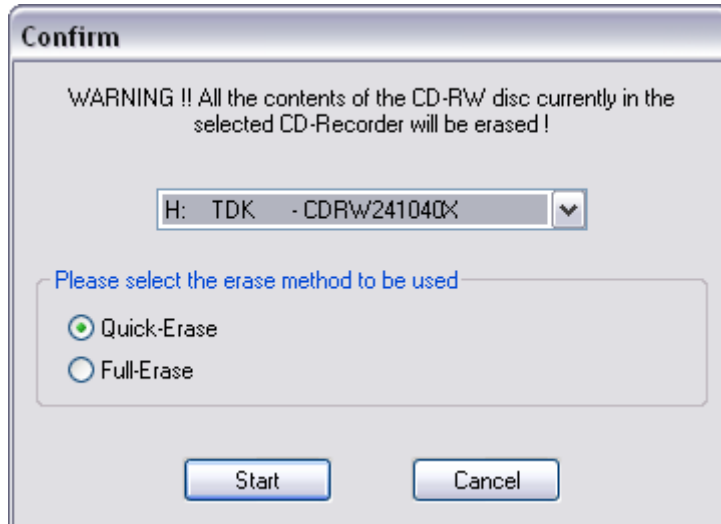 Confirm
WARNING !! All the contents of the CD-RW disc currently in the
selected CD-Recorder will be erased !
H: TDK - CDRW241040X
Please select the erase method to be used
Quick-Erase
Full-Erase
Start Cancel